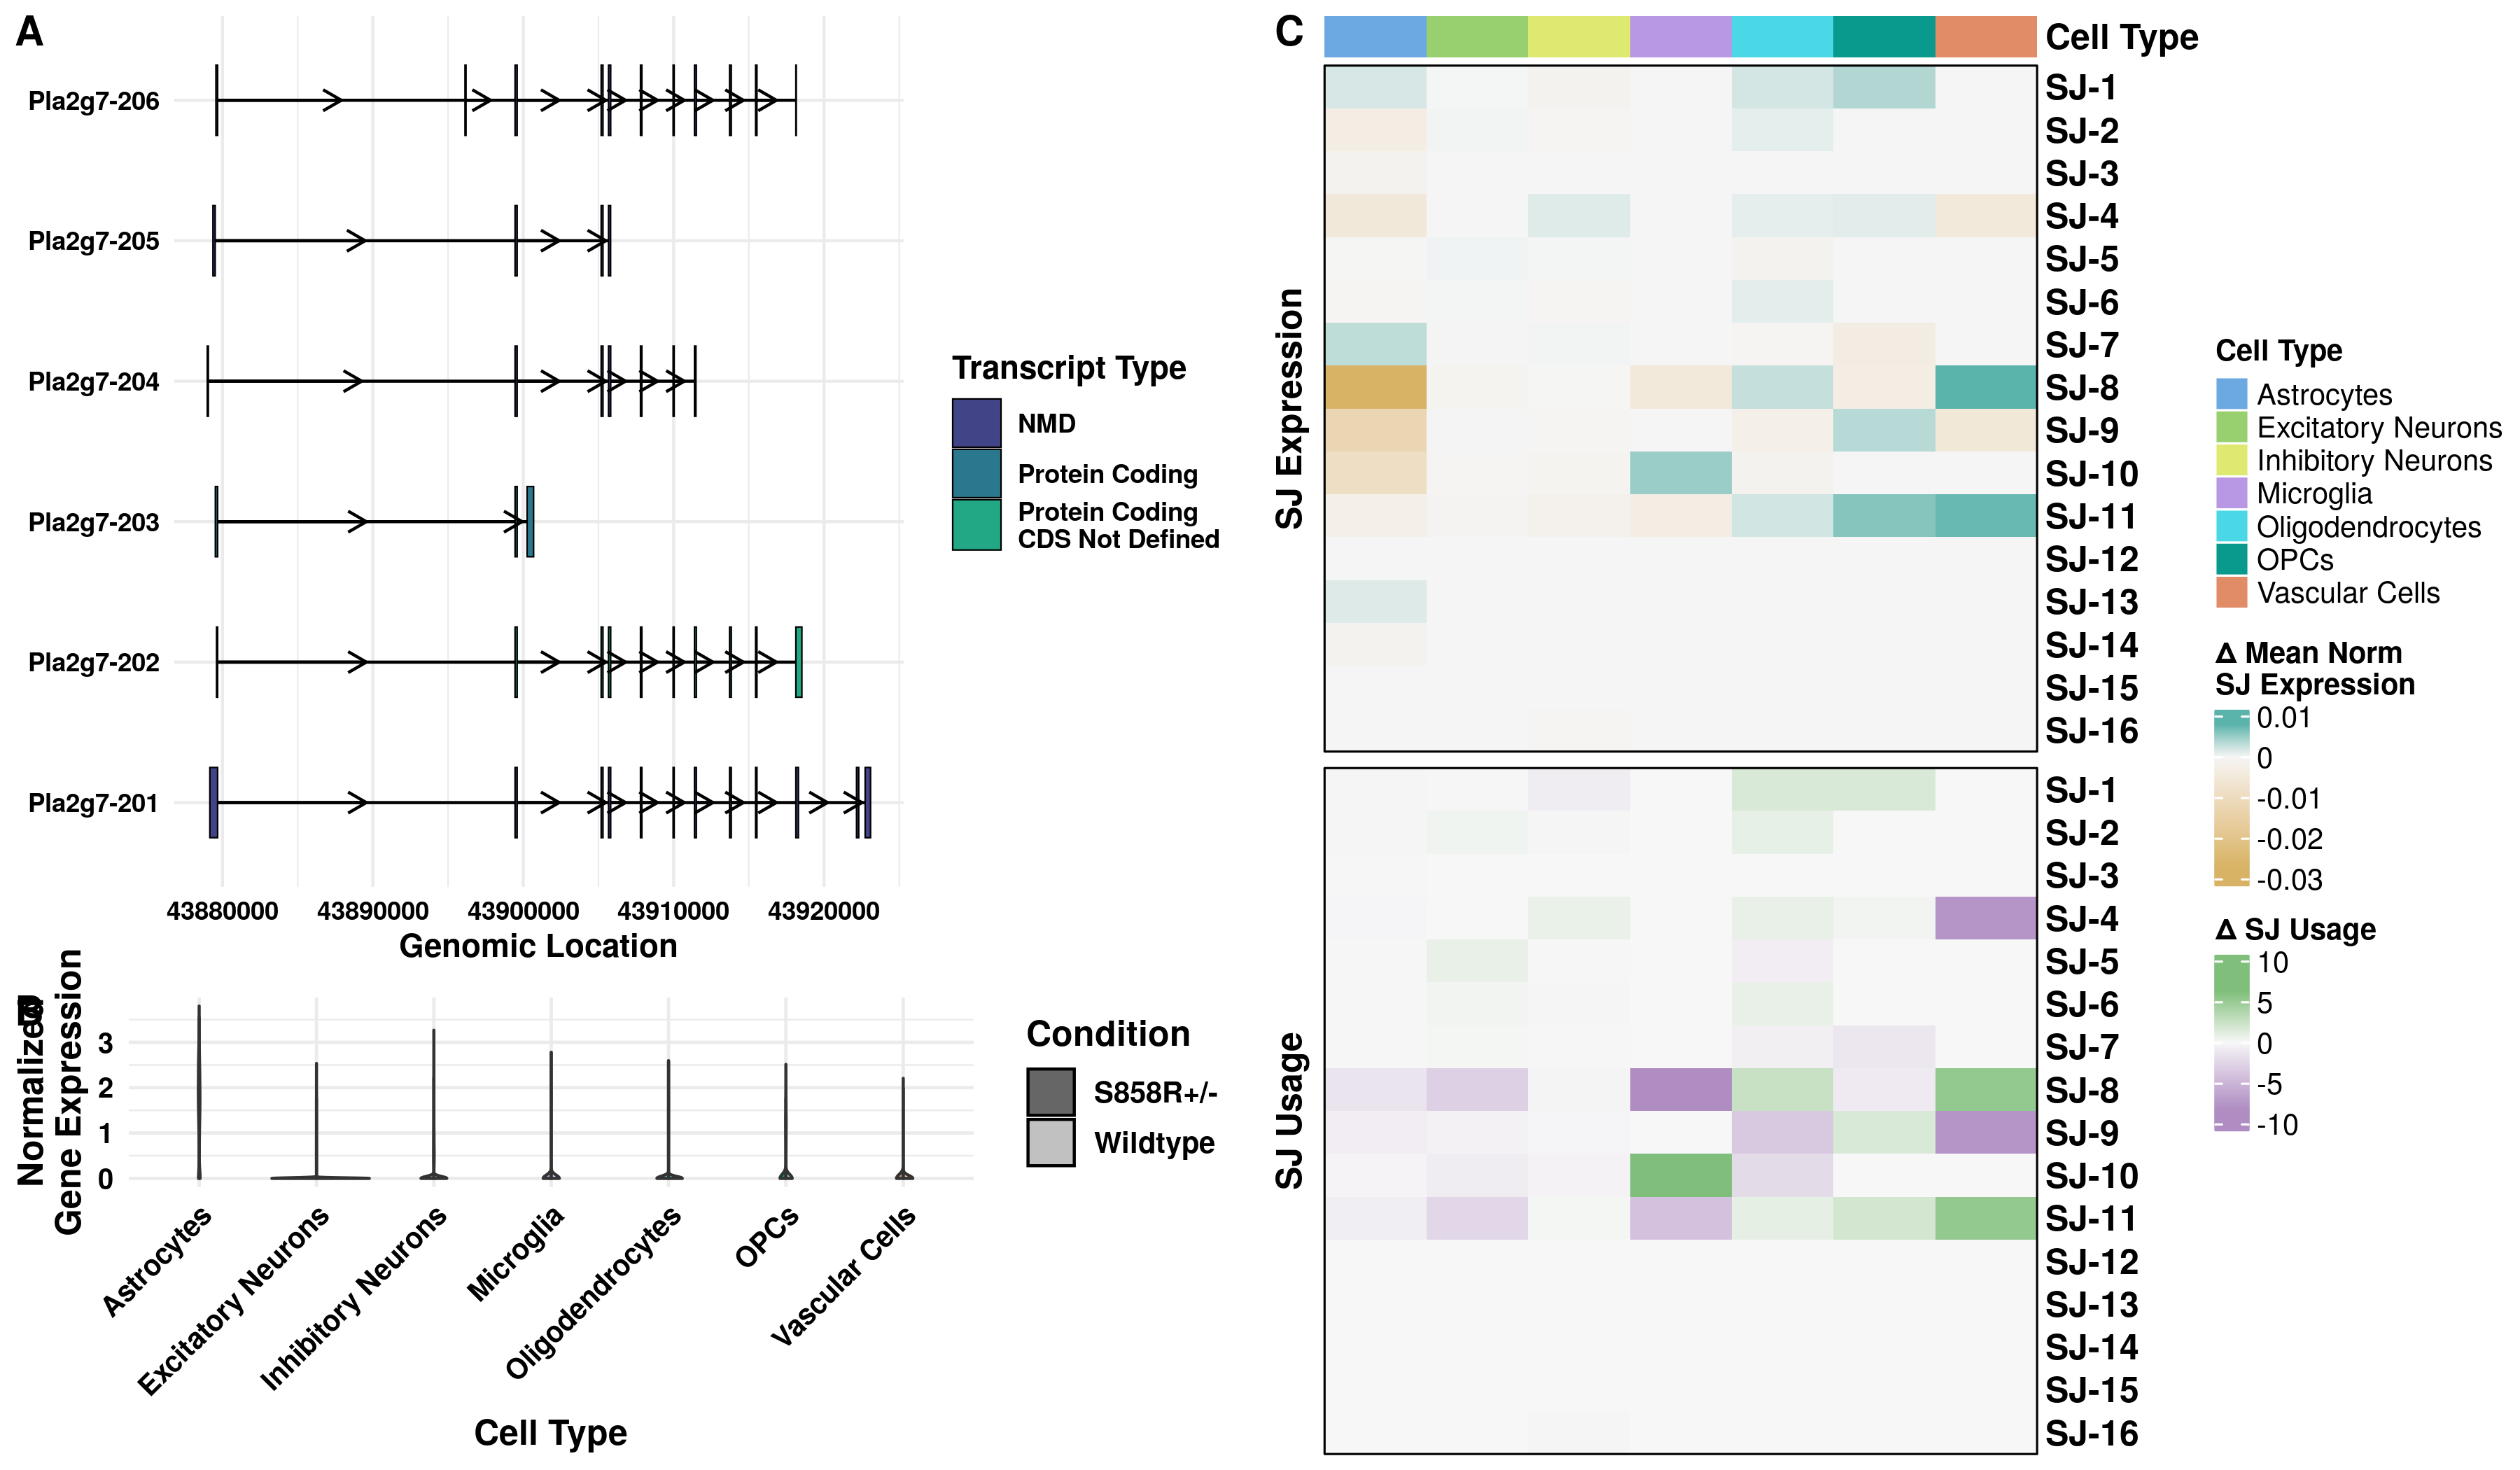 A
Pla2g7-206
Pla2g7-205
Pla2g7-204
Pla2g7-203
Pla2g7-202
Pla2g7-201
43880000 43890000 43900000 43910000 43920000
Genomic Location
Transcript Type
NMD
Protein Coding
Protein Coding
CDS Not Defined
Normalized
Gene Expression
3
2
1
0
Astrocytes
Excitatory Neurons
Inhibitory Neurons
Microglia
Oligodendrocytes
OPCs
Vascular Cells
Cell Type
Condition
S858R+/-
Wildtype
C
Cell Type
SJ Expression
SJ-1
SJ-2
SJ-3
SJ-4
SJ-5
SJ-6
SJ-7
SJ-8
SJ-9
SJ-10
SJ-11
SJ-12
SJ-13
SJ-14
SJ-15
SJ-16
SJ Usage
SJ-1
SJ-2
SJ-3
SJ-4
SJ-5
SJ-6
SJ-7
SJ-8
SJ-9
SJ-10
SJ-11
SJ-12
SJ-13
SJ-14
SJ-15
SJ-16
Cell Type
Astrocytes
Excitatory Neurons
Inhibitory Neurons
Microglia
Oligodendrocytes
OPCs
Vascular Cells
Δ Mean Norm
SJ Expression
0.01
0
-0.01
-0.02
-0.03
Δ SJ Usage
10
5
0
-5
-10